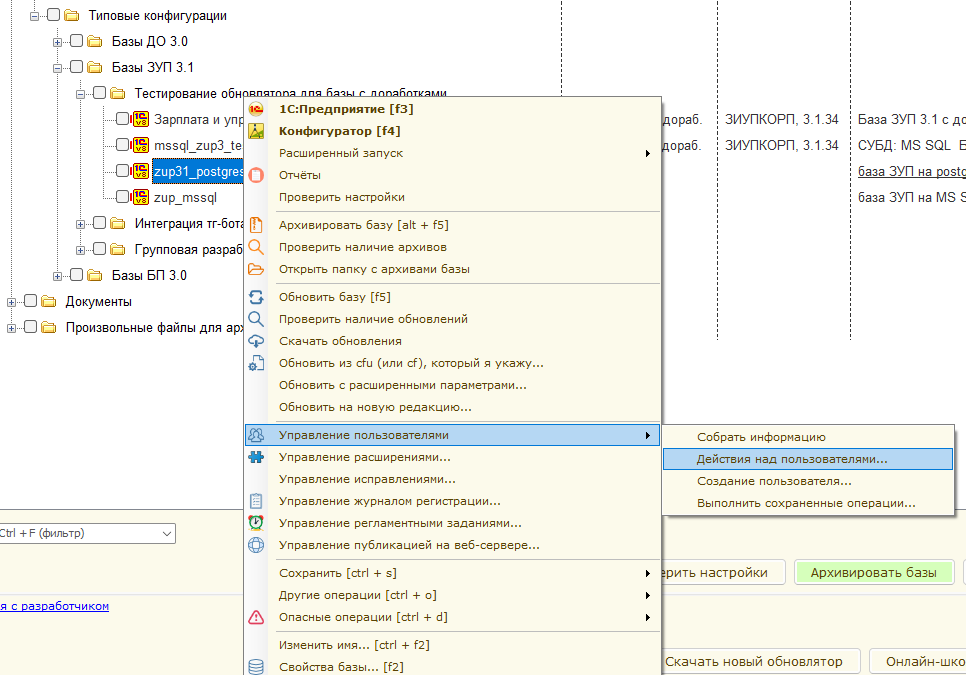 Типовые конфигурации
Базы ДО 3.0
Базы ЗУП 3.1
Тестирование обновлятора для базы с доработками
Зарплата и упр
дораб.
ЗИУПКОРП, 3.1.34
База ЗУП 3.1 с до
mssql_zup3_te
дораб.
ЗИУПКОРП, 3.1.34
СУБД: MS SQL Б
zup31_postgres
база ЗУП на postg
zup_mssql
база ЗУП на MS S
Интеграция тг-бота
Групповая разраб
Базы БП 3.0
Документы
Произвольные файлы для арх
1С:Предприятие [f3]
Конфигуратор [f4]
Расширенный запуск
Отчёты
Проверить настройки
Архивировать базу [alt + f5]
Проверить наличие архивов
Открыть папку с архивами базы
Обновить базу [f5]
Проверить наличие обновлений
Скачать обновления
Обновить из cfu (или cf), который я укажу...
Обновить с расширенными параметрами...
Обновить на новую редакцию...
Управление пользователями
Управление расширениями...
Управление исправлениями...
Управление журналом регистрации...
Управление регламентными заданиями...
Управление публикацией на веб-сервере...
Сохранить [ctrl + s]
Другие операции [ctrl + o]
Опасные операции [ctrl + d]
Изменить имя... [ctrl + f2]
Свойства базы... [f2]
Собрать информацию
Действия над пользователями...
Создание пользователя...
Выполнить сохраненные операции...
Ctrl + F (фильтр)
ерить настройки
Архивировать базы
я с разработчиком
Скачать новый обновлятор
Онлайн-шко